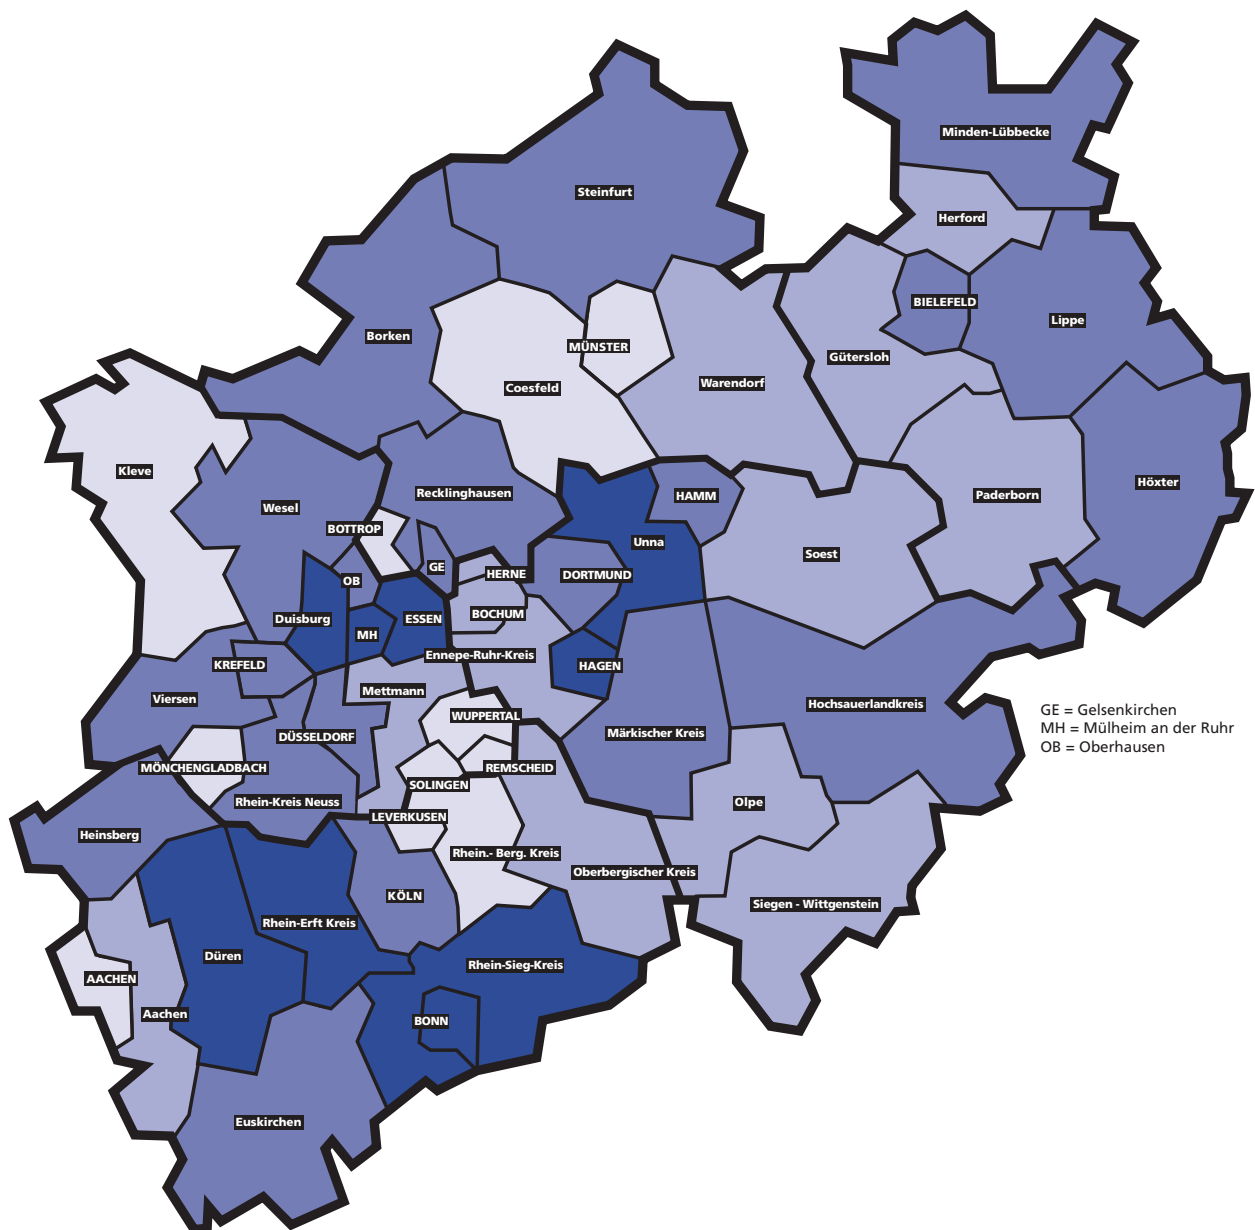 Minden-Lübbecke
Steinfurt
Herford
BIELEFELD
Lippe
Borken
MÜNSTER
Gütersloh
Coesfeld
Warendorf
Kleve
Recklinghausen
HAMM
Paderborn
Höxter
Wesel
BOTTROP
Unna
Soest
GE
HERNE
DORTMUND
OB
Duisburg
ESSEN
BOCHUM
MH
Ennepe-Ruhr-Kreis
KREFELD
HAGEN
Viersen
Mettmann
Hochsauerlandkreis
GE = Gelsenkirchen
MH = Mülheim an der Ruhr
OB = Oberhausen
WUPPERTAL
DÜSSELDORF
Märkischer Kreis
MÖNCHENGLADBACH
REMSCHEID
SOLINGEN
Rhein-Kreis Neuss
Olpe
LEVERKUSEN
Heinsberg
Rhein.- Berg. Kreis
Oberbergischer Kreis
KÖLN
Siegen - Wittgenstein
Rhein-Erft Kreis
Düren
Rhein-Sieg-Kreis
AACHEN
Aachen
BONN
Euskirchen